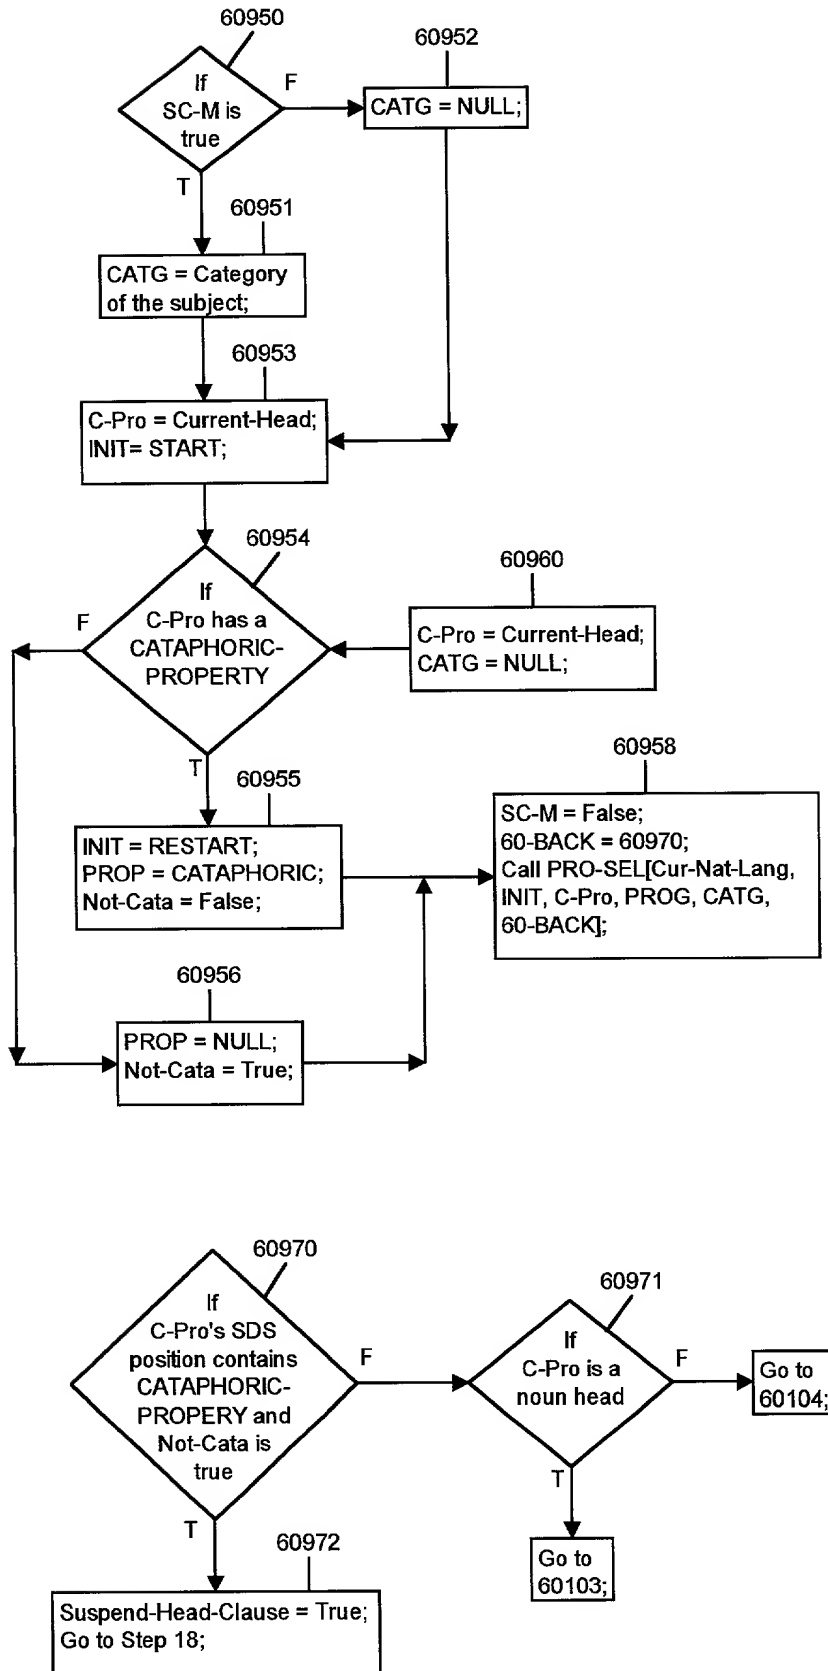 60950
60952
If
SC-M is
true
F
CATG = NULL;
T
60951
CATG = Category
of the subject;
60953
C-Pro = Current-Head;
INIT= START;
60954
If
C-Pro has a
CATAPHORIC-
PROPERTY
F
60960
C-Pro = Current-Head;
CATG = NULL;
T
60955
INIT = RESTART;
PROP = CATAPHORIC;
Not-Cata = False;
60958
SC-M = False;
60-BACK = 60970;
Call PRO-SEL[Cur-Nat-Lang,
INIT, C-Pro, PROG, CATG,
60-BACK];
60956
PROP = NULL;
Not-Cata = True;
60970
If
C-Pro's SDS
position contains
CATAPHORIC-
PROPERY and
Not-Cata is
true
F
60971
If
C-Pro is a
noun head
F
Go to
60104;
T
Go to
60103;
T
60972
Suspend-Head-Clause = True;
Go to Step 18;